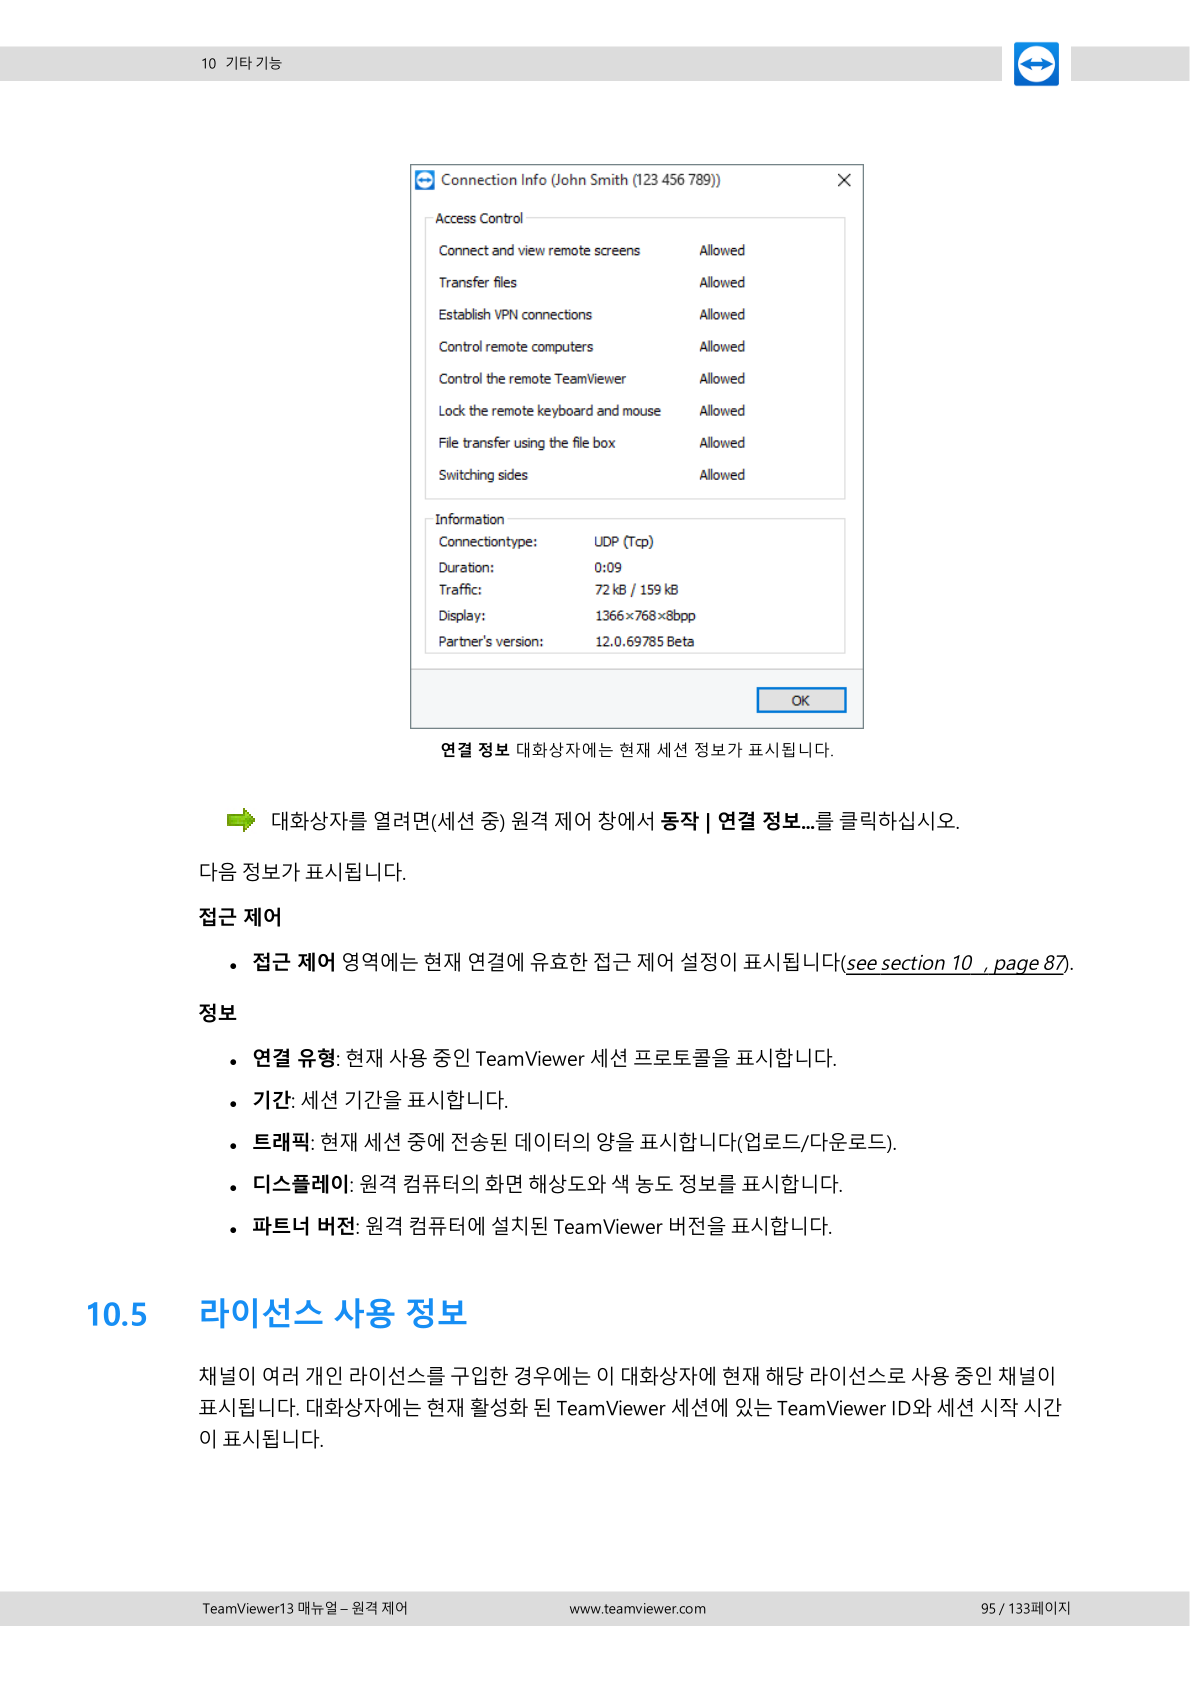 10 기타 기능
Connection Info (John Smith (123 456 789))
Access Control
Connect and view remote screens Allowed
Transfer files Allowed
Establish VPN connections Allowed
Control remote computers Allowed
Control the remote TeamViewer Allowed
Lock the remote keyboard and mouse Allowed
File transfer using the file box Allowed
Switching sides Allowed
Information
Connectiontype: UDP (Tcp)
Duration: 0:09
Traffic: 72 kB / 159 kB
Display: 1366×768×8bpp
Partner's version: 12.0.69785 Beta
OK
연결 정보 대화상자에는 현재 세션 정보가 표시됩니다.
대화상자를 열려면(세션 중) 원격 제어 창에서 동작 | 연결 정보...를 클릭하십시오.
다음 정보가 표시됩니다.
접근 제어
• 접근 제어 영역에는 현재 연결에 유효한 접근 제어 설정이 표시됩니다(see section 10 , page 87).
정보
• 연결 유형: 현재 사용 중인 TeamViewer 세션 프로토콜을 표시합니다.
• 기간: 세션 기간을 표시합니다.
• 트래픽: 현재 세션 중에 전송된 데이터의 양을 표시합니다(업로드/다운로드).
• 디스플레이: 원격 컴퓨터의 화면 해상도와 색 농도 정보를 표시합니다.
• 파트너 버전: 원격 컴퓨터에 설치된 TeamViewer 버전을 표시합니다.
10.5 라이선스 사용 정보
채널이 여러 개인 라이선스를 구입한 경우에는 이 대화상자에 현재 해당 라이선스로 사용 중인 채널이
표시됩니다. 대화상자에는 현재 활성화 된 TeamViewer 세션에 있는 TeamViewer ID와 세션 시작 시간
이 표시됩니다.
TeamViewer13 매뉴얼 – 원격 제어 www.teamviewer.com 95 / 133페이지